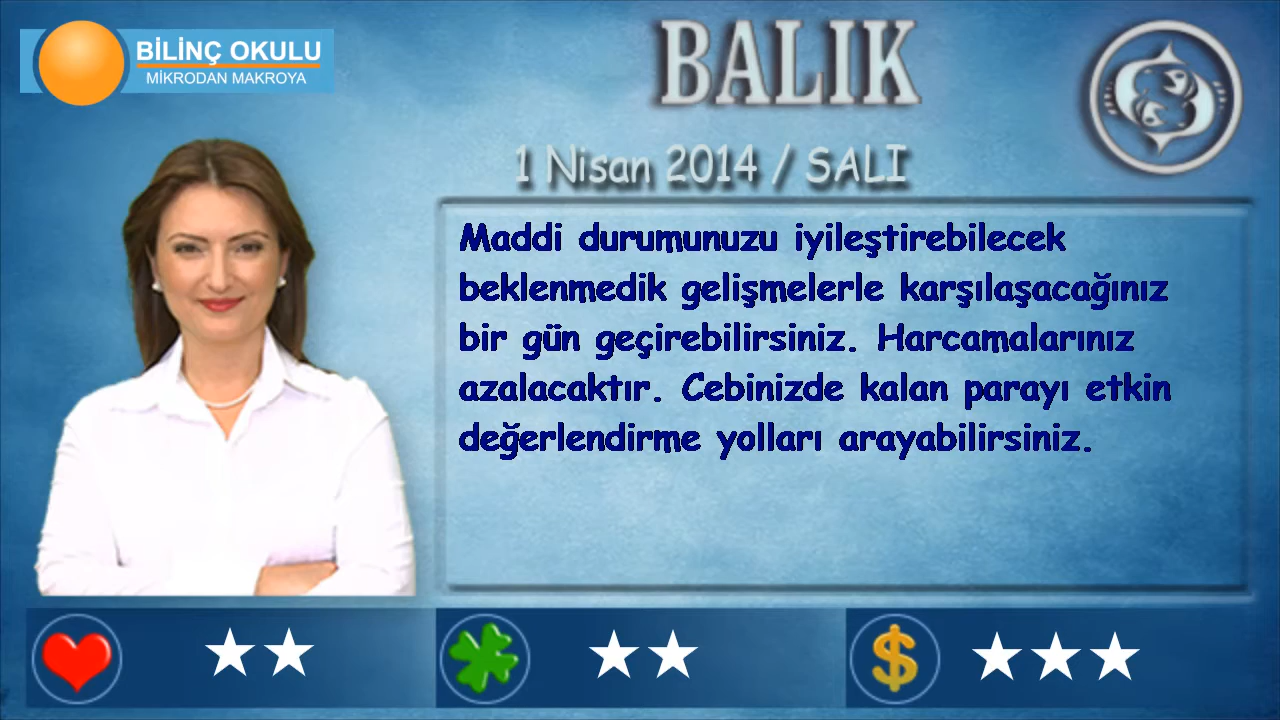 BİLİNÇ OKULU
MİKRODAN MAKROYA
BALIK
1 Nisan 2014 / SALI
Maddi durumunuzu iyileştirebilecek
beklenmedik gelişmelerle karşılaşacağınız
bir gün geçirebilirsiniz. Harcamalarınız
azalacaktır. Cebinizde kalan parayı etkin
değerlendirme yolları arayabilirsiniz.
$